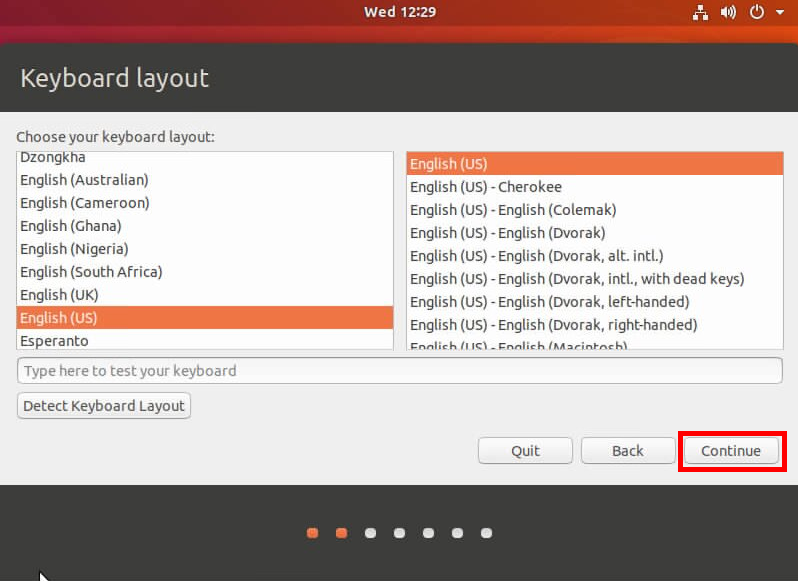 Wed 12:29
Keyboard layout
Choose your keyboard layout:
Dzongkha
English (Australian)
English (Cameroon)
English (Ghana)
English (Nigeria)
English (South Africa)
English (UK)
English (US)
Esperanto
English (US)
English (US) - Cherokee
English (US) - English (Colemak)
English (US) - English (Dvorak)
English (US) - English (Dvorak, alt. intl.)
English (US) - English (Dvorak, intl., with dead keys)
English (US) - English (Dvorak, left-handed)
English (US) - English (Dvorak, right-handed)
English (US) - English (Macintosh)
Type here to test your keyboard
Detect Keyboard Layout
Quit
Back
Continue